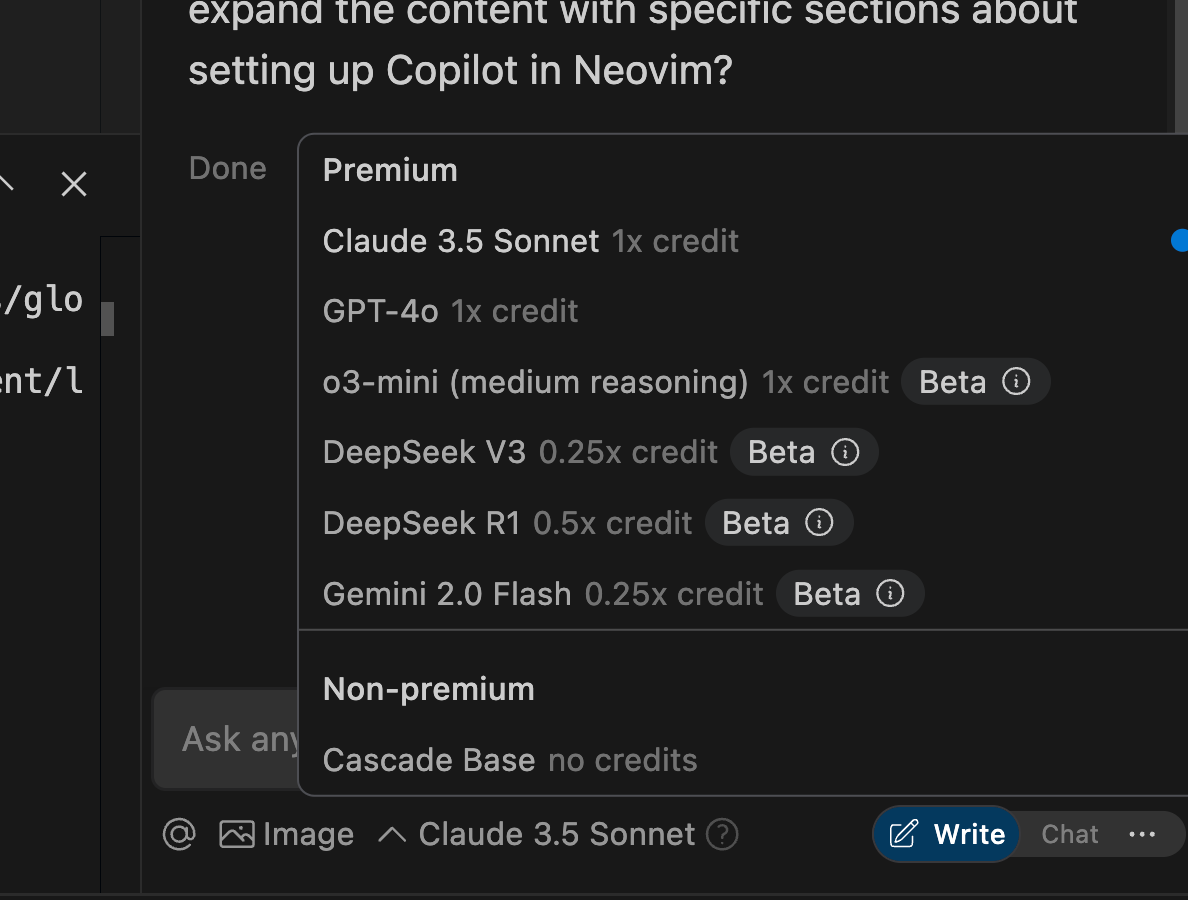 expand the content with specific sections about
setting up Copilot in Neovim?
Done
Premium
Claude 3.5 Sonnet 1x credit
GPT-4o 1x credit
o3-mini (medium reasoning) 1x credit Beta
DeepSeek V3 0.25x credit Beta
DeepSeek R1 0.5x credit Beta
Gemini 2.0 Flash 0.25x credit Beta
Non-premium
Cascade Base no credits
/glo
ent/l
Ask any
@ Image Claude 3.5 Sonnet ? Write Chat ...